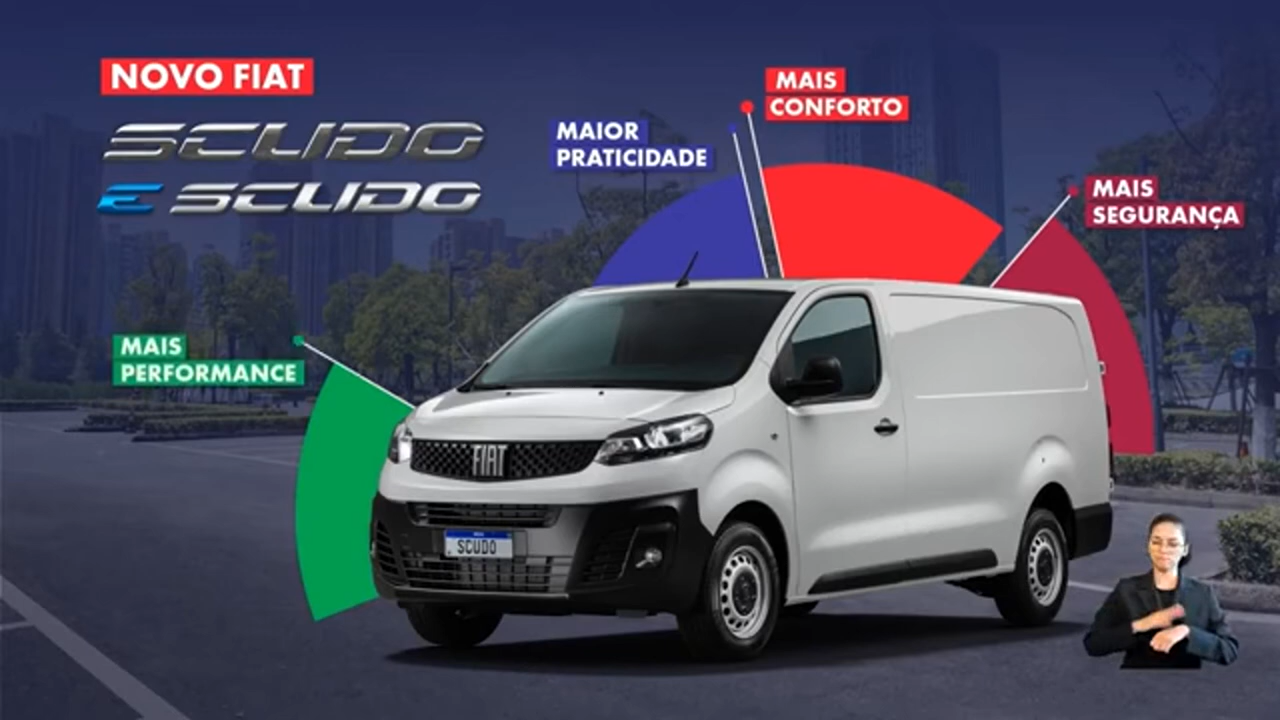 NOVO FIAT
SCUDO
E SCUDO
MAIOR
PRATICIDADE
MAIS
CONFORTO
MAIS
SEGURANÇA
MAIS
PERFORMANCE
FIAT
SCUDO